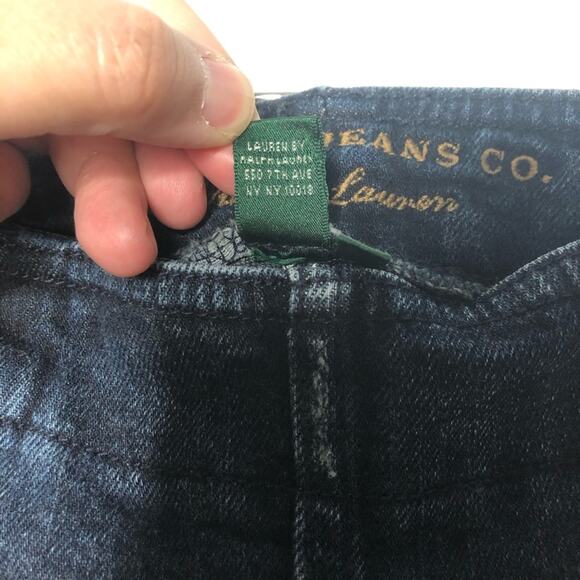 LAUREN BY
RALPH LAUREN
550 7TH AVE
NY NY 10018
JEANS CO.
Lauren